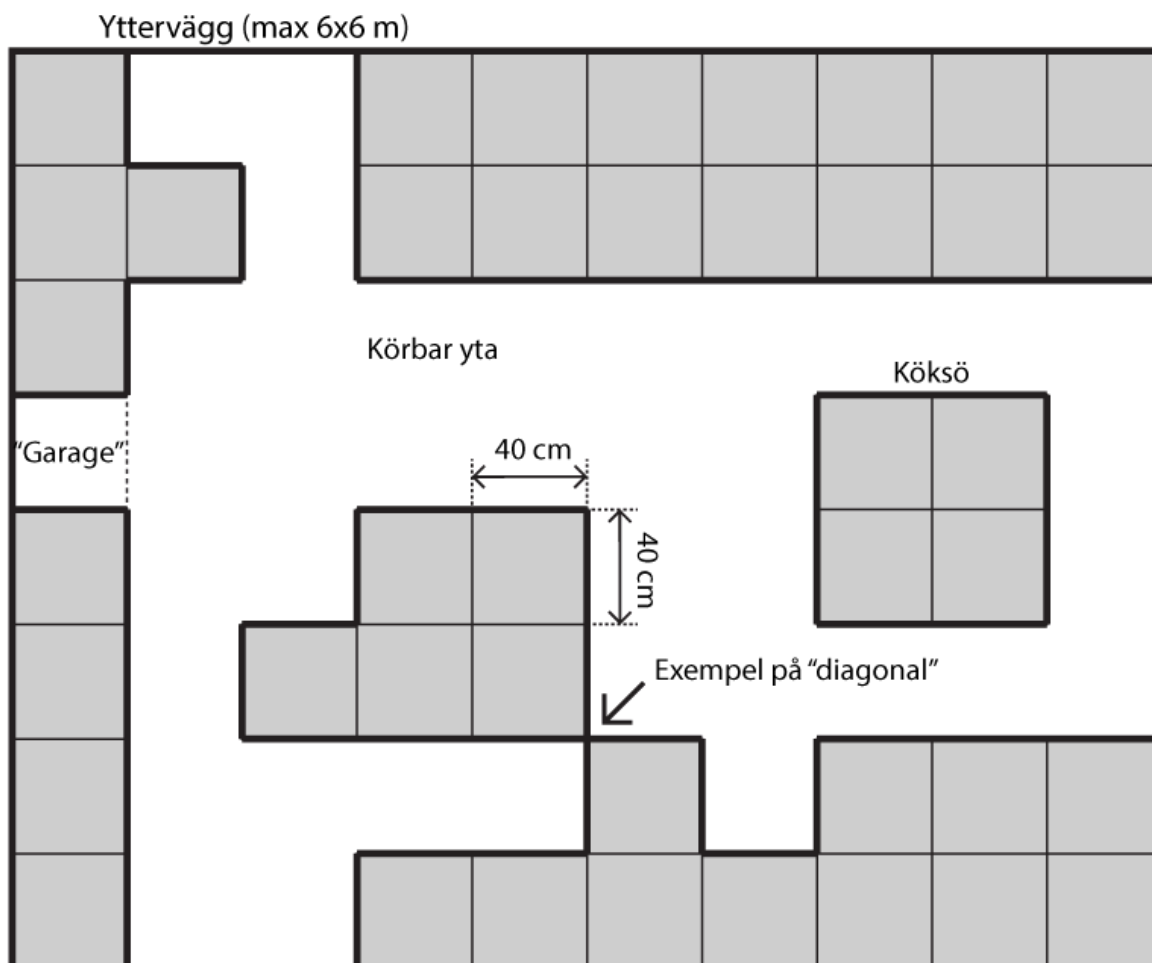 Yttervägg (max 6x6 m)
Körbar yta
Köksö
"Garage"
40 cm
40 cm
Exempel på "diagonal"